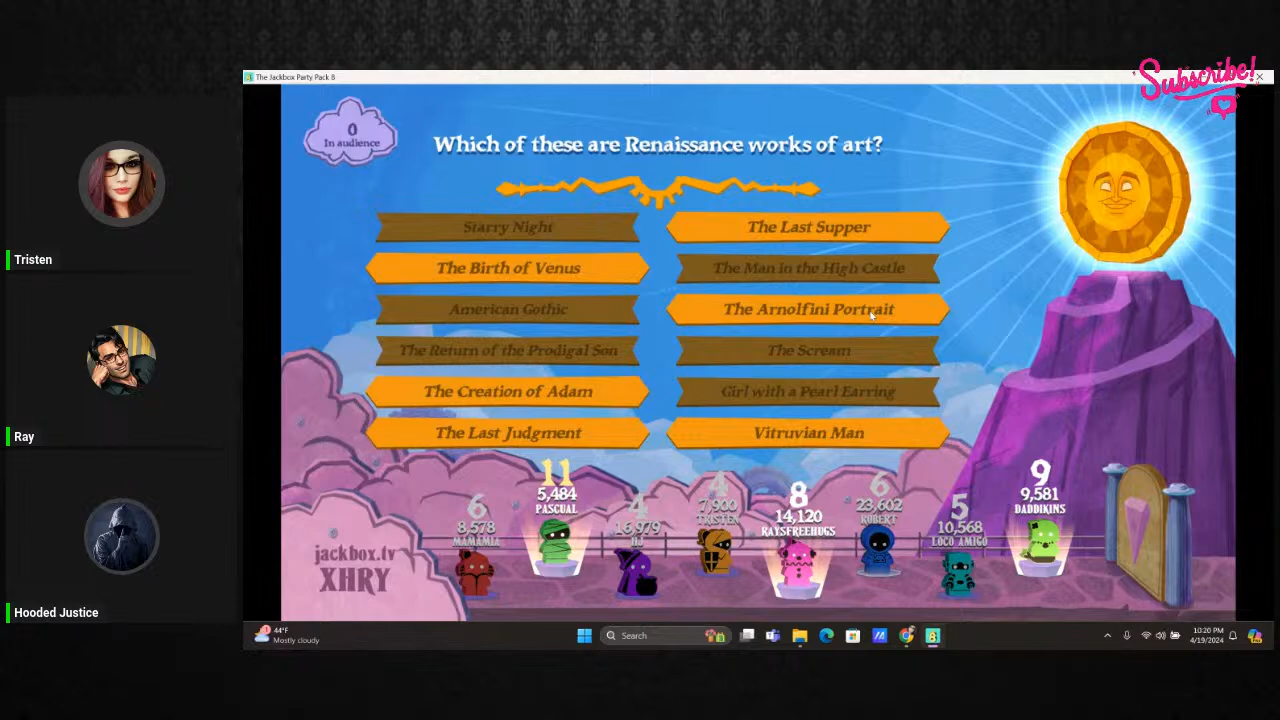 The Jackbox Party Pack 8
Subscribe!
0
In audience
Which of these are Renaissance works of art?
Starry Night
The Last Supper
The Birth of Venus
The Man in the High Castle
American Gothic
The Arnolfini Portrait
The Return of the Prodigal Son
The Scream
The Creation of Adam
Girl with a Pearl Earring
The Last Judgment
Vitruvian Man
Tristen
Ray
Hooded Justice
6
8,578
MAMAMIA
11
5,484
PASCUAL
4
16,979
4
7,900
TRISTEN
8
14,120
RAYSFREEHUGS
6
23,602
ROBERT
5
10,568
LOCO AMIGO
9
9,581
DADDIKINS
jackbox.tv
XHRY
44°F
Mostly cloudy
Search
10:20 PM
4/19/2024